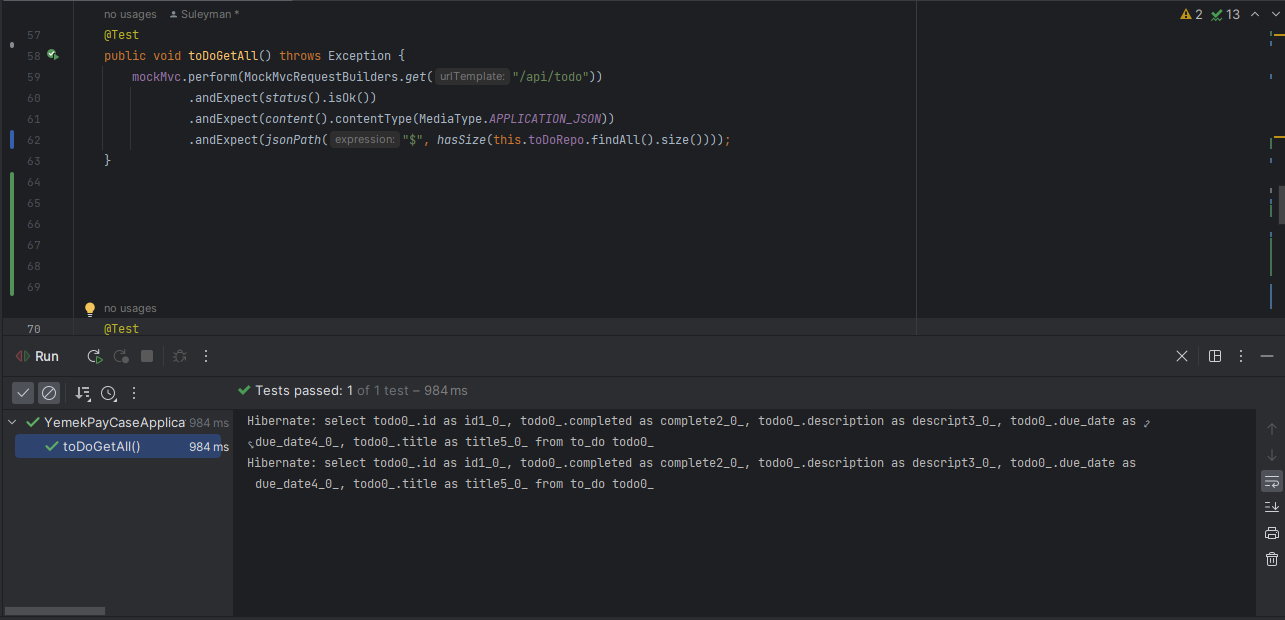 no usages Suleyman *
2 13
57 @Test
58 public void toDoGetAll() throws Exception {
59 mockMvc.perform(MockMvcRequestBuilders.get( urlTemplate: "/api/todo"))
60 .andExpect(status().isOk())
61 .andExpect(content().contentType(MediaType.APPLICATION_JSON))
62 .andExpect(jsonPath( expression: "$", hasSize(this.toDoRepo.findAll().size())));
63 }
64
65
66
67
68
69
no usages
70 @Test
Run
Tests passed: 1 of 1 test – 984 ms
YemekPayCaseApplica 984 ms
toDoGetAll() 984 ms
Hibernate: select todo0_.id as id1_0_, todo0_.completed as complete2_0_, todo0_.description as descript3_0_, todo0_.due_date as
due_date4_0_, todo0_.title as title5_0_ from to_do todo0_
Hibernate: select todo0_.id as id1_0_, todo0_.completed as complete2_0_, todo0_.description as descript3_0_, todo0_.due_date as
due_date4_0_, todo0_.title as title5_0_ from to_do todo0_